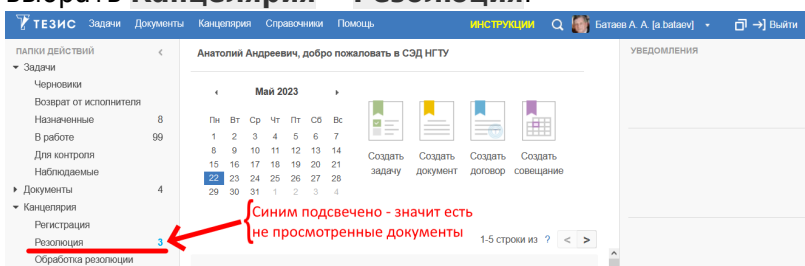 выбрать Канцелярия – Резолюция.
ТЕЗИС Задачи Документы Канцелярия Справочники Помощь ИНСТРУКЦИИ Батаев А. А. [a.bataev] Выйти
ПАПКИ ДЕЙСТВИЙ
Задачи
Черновики
Возврат от исполнителя
Назначенные 8
В работе 99
Для контроля
Наблюдаемые
Документы 4
Канцелярия
Регистрация
Резолюция 3
Обработка резолюции
Анатолий Андреевич, добро пожаловать в СЭД НГТУ
Май 2023
Пн Вт Ср Чт Пт Сб Вс
1 2 3 4 5 6 7
8 9 10 11 12 13 14
15 16 17 18 19 20 21
22 23 24 25 26 27 28
29 30 31 1 2 3 4
Создать
задачу
Создать
документ
Создать
договор
Создать
совещание
Синим подсвечено - значит есть
не просмотренные документы
1-5 строки из ? < >
УВЕДОМЛЕНИЯ